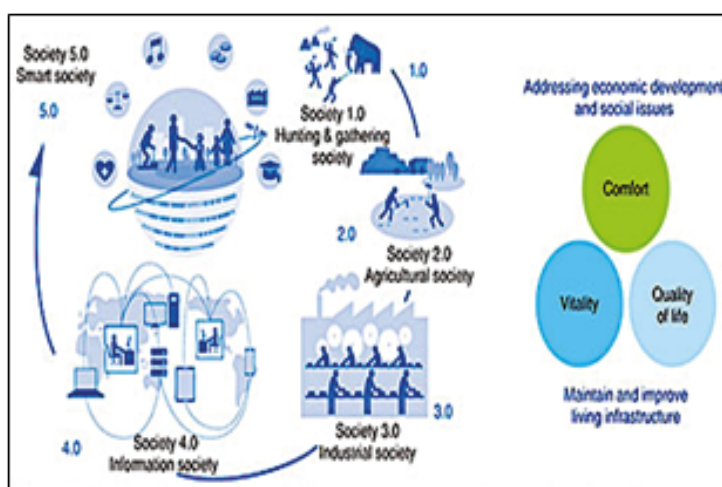 Society 5.0
Smart society
5.0
1.0
Society 1.0
Hunting & gathering
society
2.0
Society 2.0
Agricultural society
3.0
Society 3.0
Industrial society
4.0
Society 4.0
Information society
Addressing economic development
and social issues
Comfort
Vitality
Quality
of life
Maintain and improve
living infrastructure